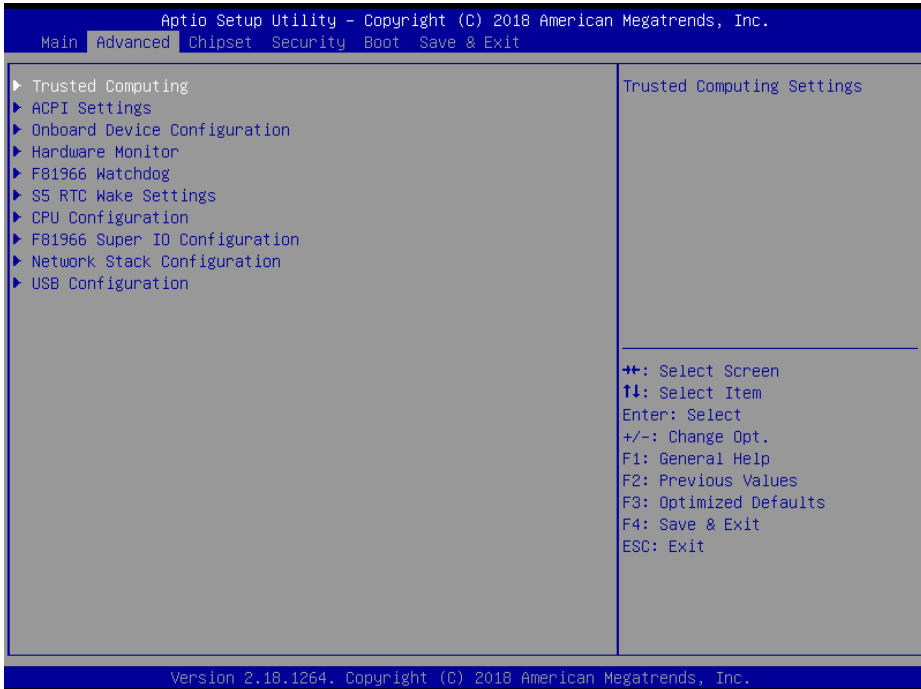 Aptio Setup Utility – Copyright (C) 2018 American Megatrends, Inc.
Main Advanced Chipset Security Boot Save & Exit
▶ Trusted Computing
▶ ACPI Settings
▶ Onboard Device Configuration
▶ Hardware Monitor
▶ F81966 Watchdog
▶ S5 RTC Wake Settings
▶ CPU Configuration
▶ F81966 Super IO Configuration
▶ Network Stack Configuration
▶ USB Configuration
Trusted Computing Settings
→←: Select Screen
↑↓: Select Item
Enter: Select
+/-: Change Opt.
F1: General Help
F2: Previous Values
F3: Optimized Defaults
F4: Save & Exit
ESC: Exit
Version 2.18.1264. Copyright (C) 2018 American Megatrends, Inc.